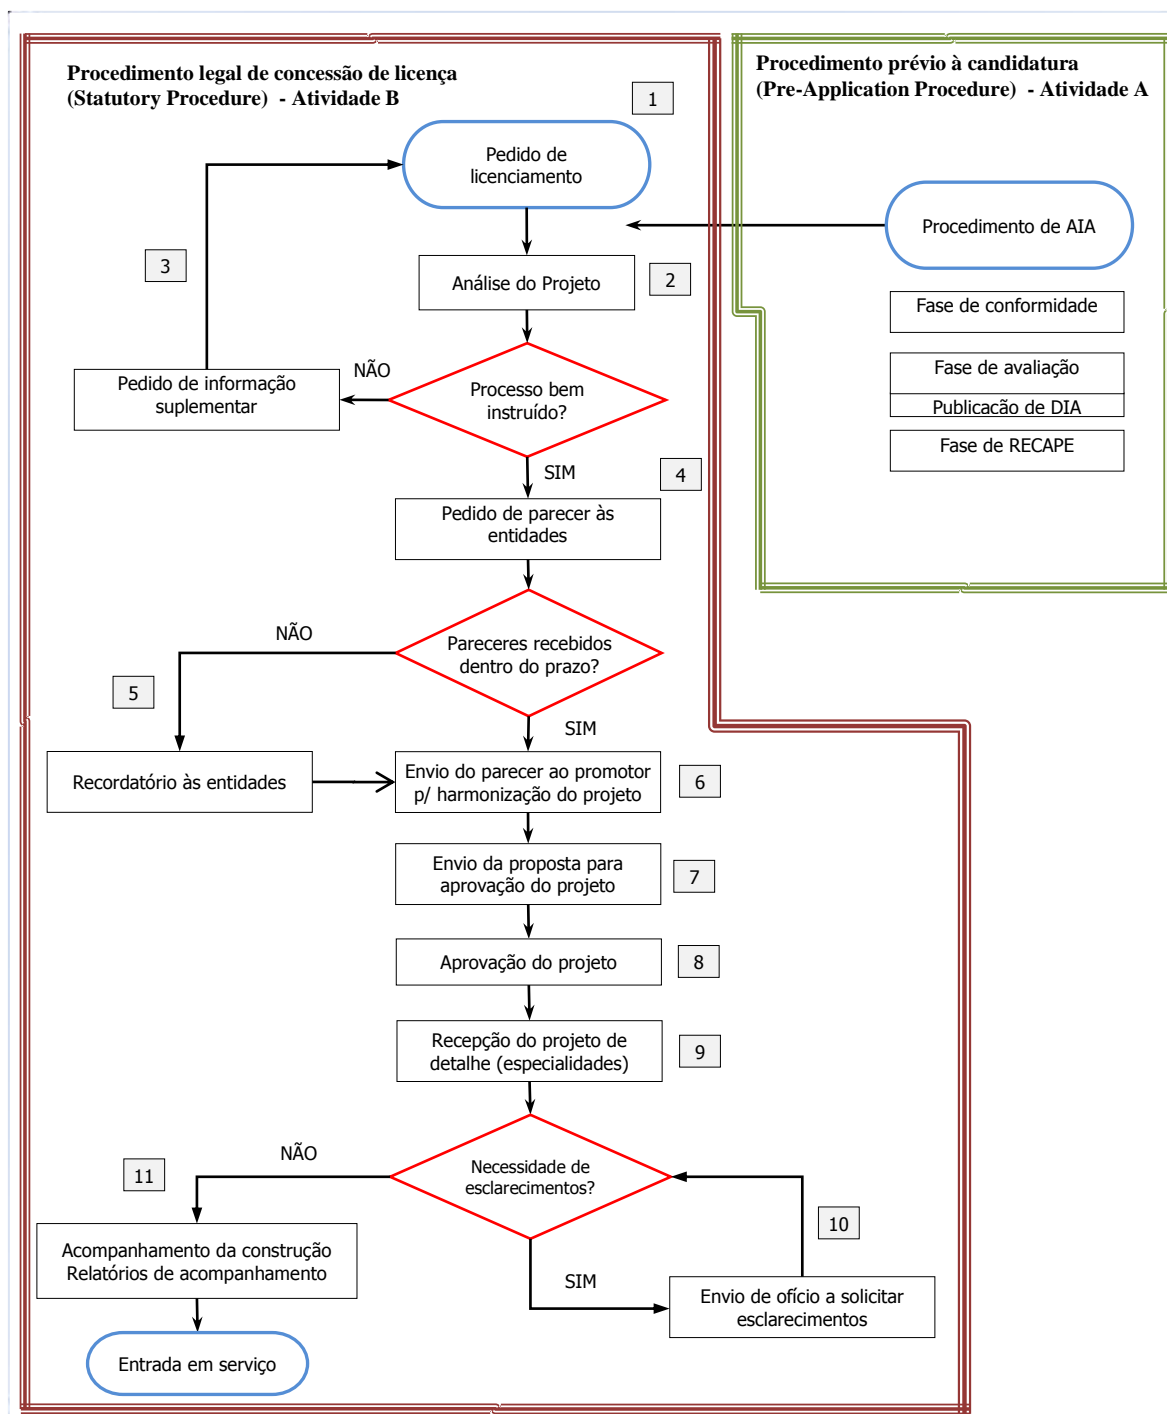 Procedimento legal de concessão de licença
(Statutory Procedure)  - Atividade B
1
Pedido de
licenciamento
3
2
Análise do Projeto
NÃO
Pedido de informação
suplementar
Processo bem
instruído?
SIM
4
Pedido de parecer às
entidades
NÃO
Pareceres recebidos
dentro do prazo?
5
SIM
Recordatório às entidades
Envio do parecer ao promotor
p/ harmonização do projeto
6
Envio da proposta para
aprovação do projeto
7
Aprovação do projeto
8
Recepção do projeto de
detalhe (especialidades)
9
NÃO
Necessidade de
esclarecimentos?
11
10
Acompanhamento da construção
Relatórios de acompanhamento
SIM
Envio de ofício a solicitar
esclarecimentos
Entrada em serviço
Procedimento prévio à candidatura
(Pre-Application Procedure)  - Atividade A
Procedimento de AIA
Fase de conformidade
Fase de avaliação
Publicacão de DIA
Fase de RECAPE